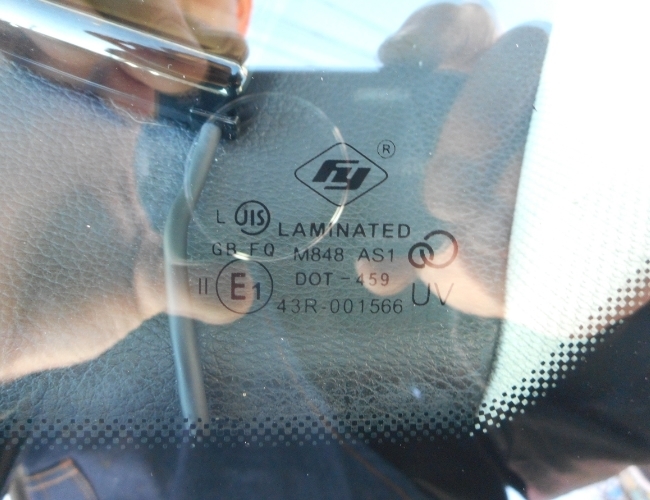 FY ®
L JIS LAMINATED
GB FQ M848 AS1
II E1 DOT-459
43R-001566 UV